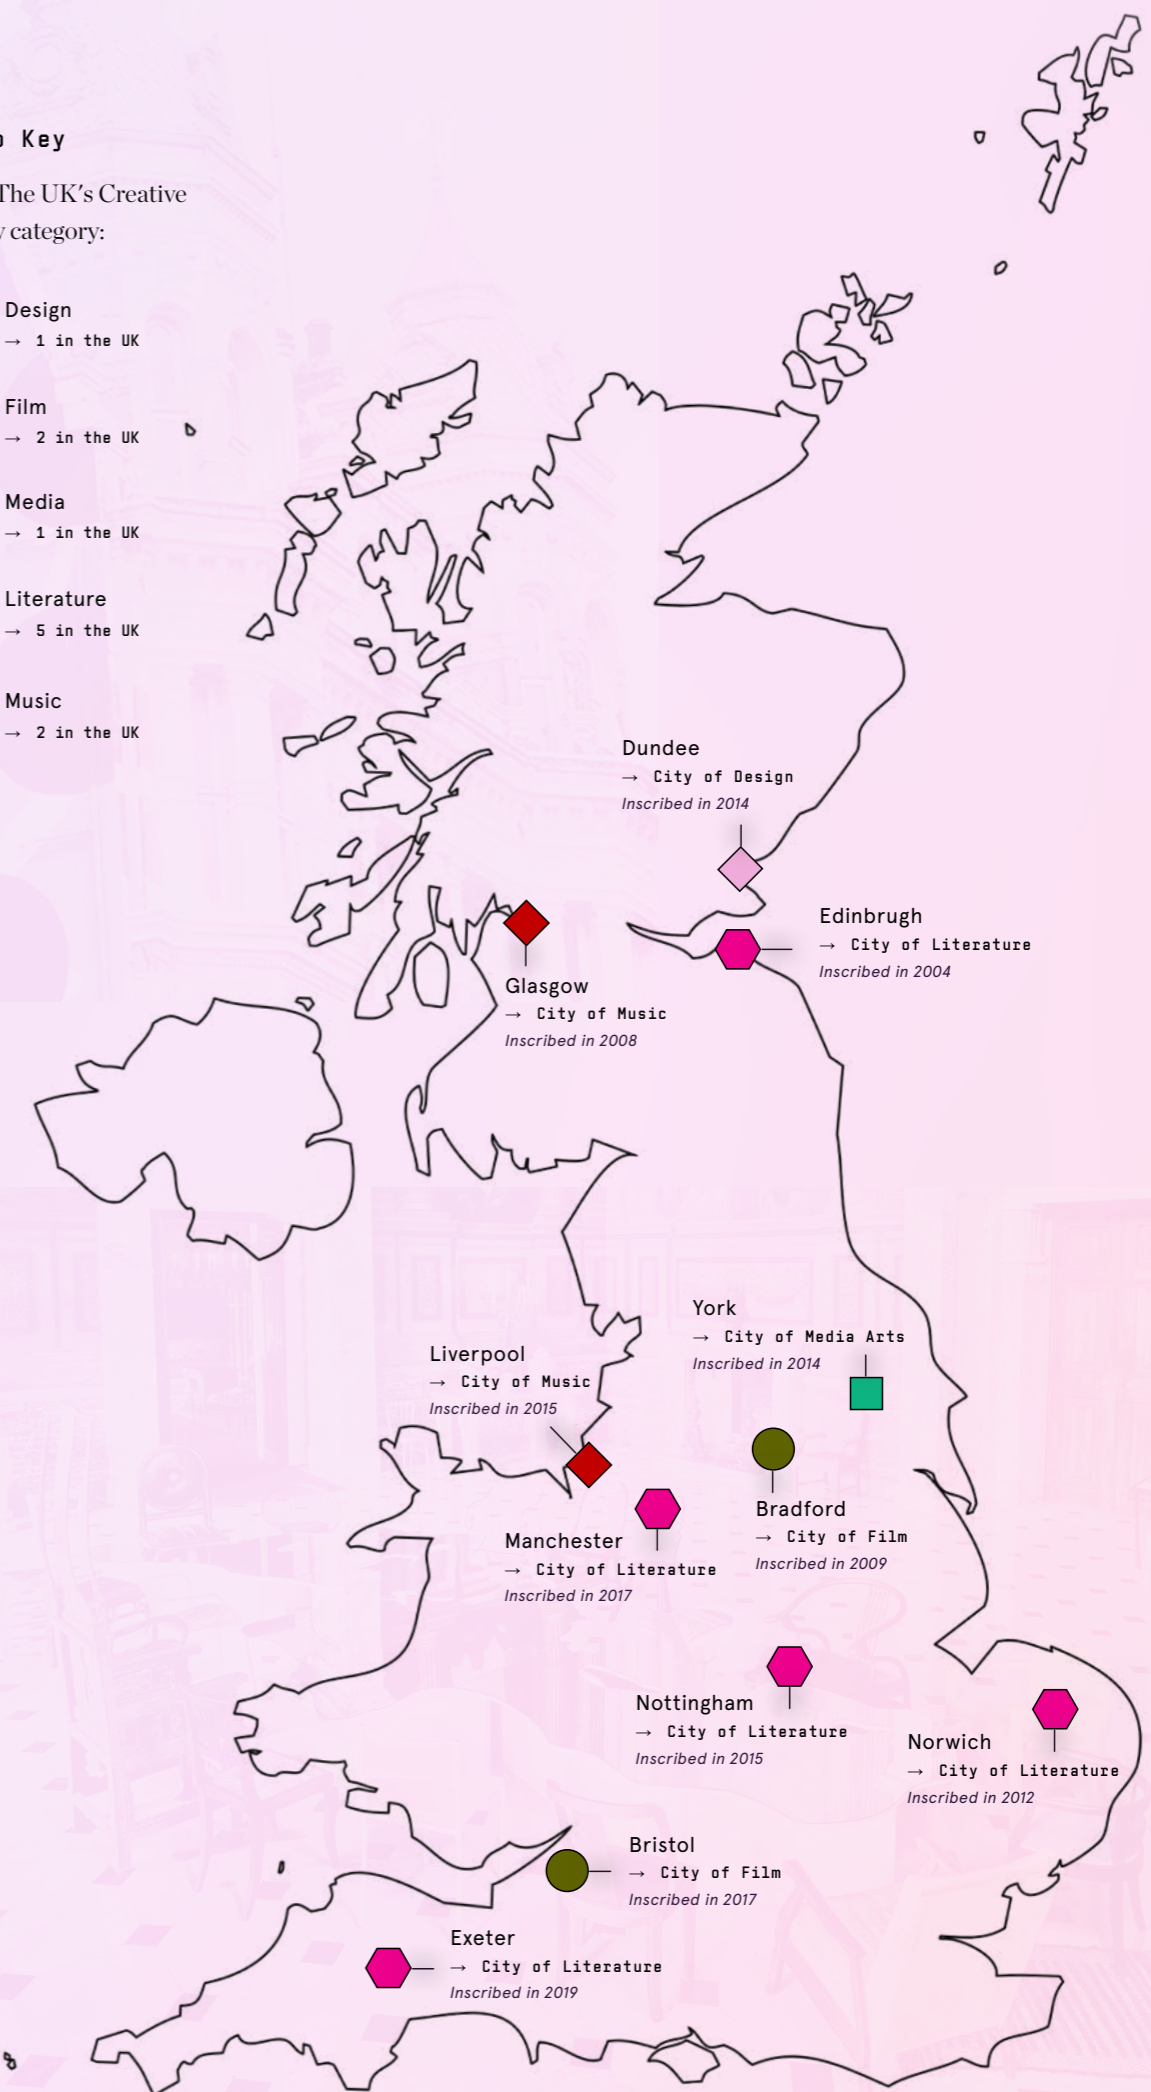 Key
The UK's Creative
category:
Design
→ 1 in the UK
Film
→ 2 in the UK
Media
→ 1 in the UK
Literature
→ 5 in the UK
Music
→ 2 in the UK
Dundee
→ City of Design
Inscribed in 2014
Edinbrugh
→ City of Literature
Inscribed in 2004
Glasgow
→ City of Music
Inscribed in 2008
York
→ City of Media Arts
Inscribed in 2014
Liverpool
→ City of Music
Inscribed in 2015
Bradford
→ City of Film
Inscribed in 2009
Manchester
→ City of Literature
Inscribed in 2017
Nottingham
→ City of Literature
Inscribed in 2015
Norwich
→ City of Literature
Inscribed in 2012
Bristol
→ City of Film
Inscribed in 2017
Exeter
→ City of Literature
Inscribed in 2019